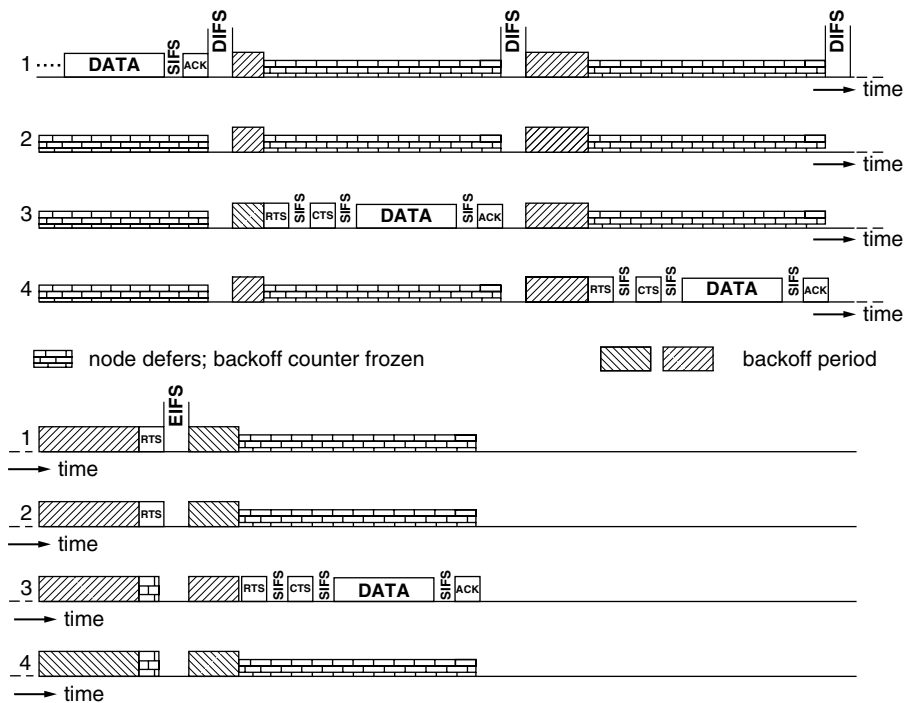 DIFS DIFS DIFS
1 DATA SIFS ACK
time
2
time
3 RTS SIFS CTS SIFS DATA SIFS ACK
time
4 RTS SIFS CTS SIFS DATA SIFS ACK
time
node defers; backoff counter frozen backoff period
EIFS
1 RTS
time
2 RTS
time
3 RTS SIFS CTS SIFS DATA SIFS ACK
time
4
time